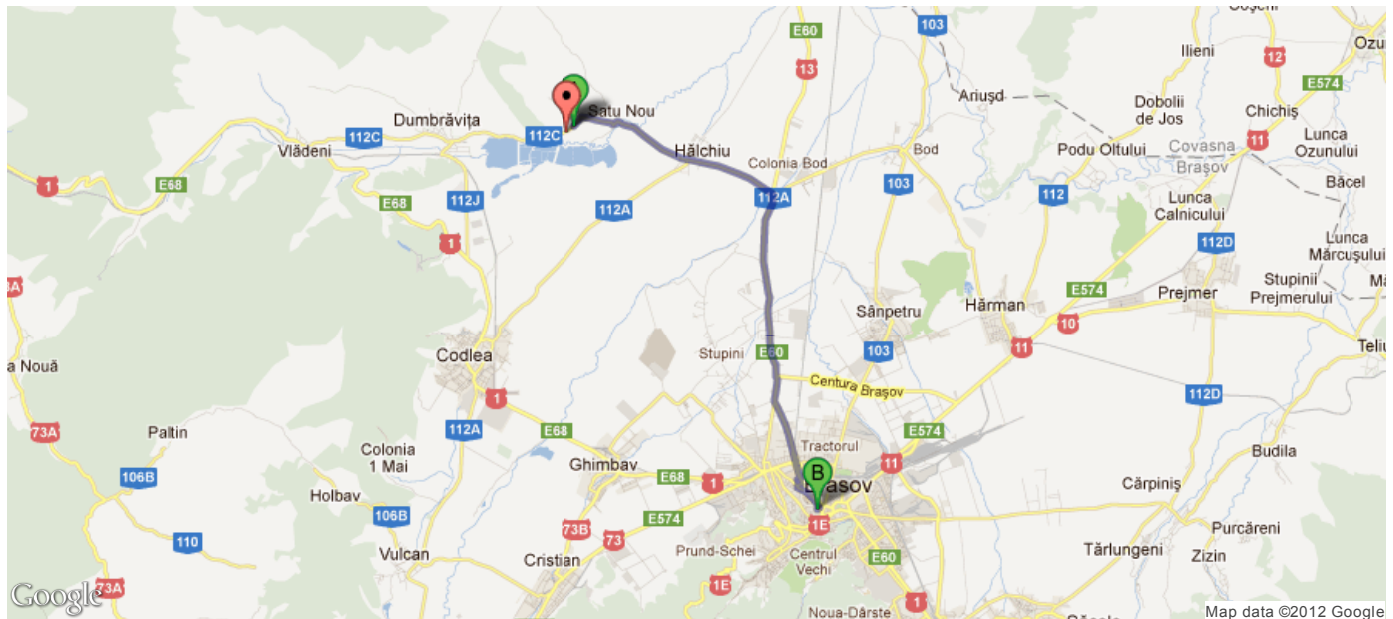 103
E60
Coșeni
13
Ilieni
12
Ozu
E574
Ariușd
Dobolii
de Jos
Chichiș
Satu Nou
Dumbrăvița
112C
112C
Vlădeni
Hălchiu
Colonia Bod
Bod
Podu Oltului
11
Lunca
Ozunului
Covasna
Brașov
Băcel
1
E68
E68
112J
112A
112A
103
112
Lunca
Calnicului
1
112D
Lunca
Mărcușului
E574
Prejmer
Stupinii
Prejmerului
Hărman
Sânpetru
10
11
103
Teliu
Codlea
Stupini
E60
a Nouă
Centura Brașov
1
112D
73A
Paltin
112A
E68
Tractorul
E574
Colonia
1 Mai
Ghimbav
11
Budila
106B
E68
1
B
Brasov
Holbav
Cărpiniș
106B
E574
1E
73B
73
110
Vulcan
Cristian
Prund-Schei
Centrul
Vechi
E60
Purcăreni
Tărlungeni
Zizin
1E
73A
1
Noua-Dârste
Google
Map data ©2012 Google